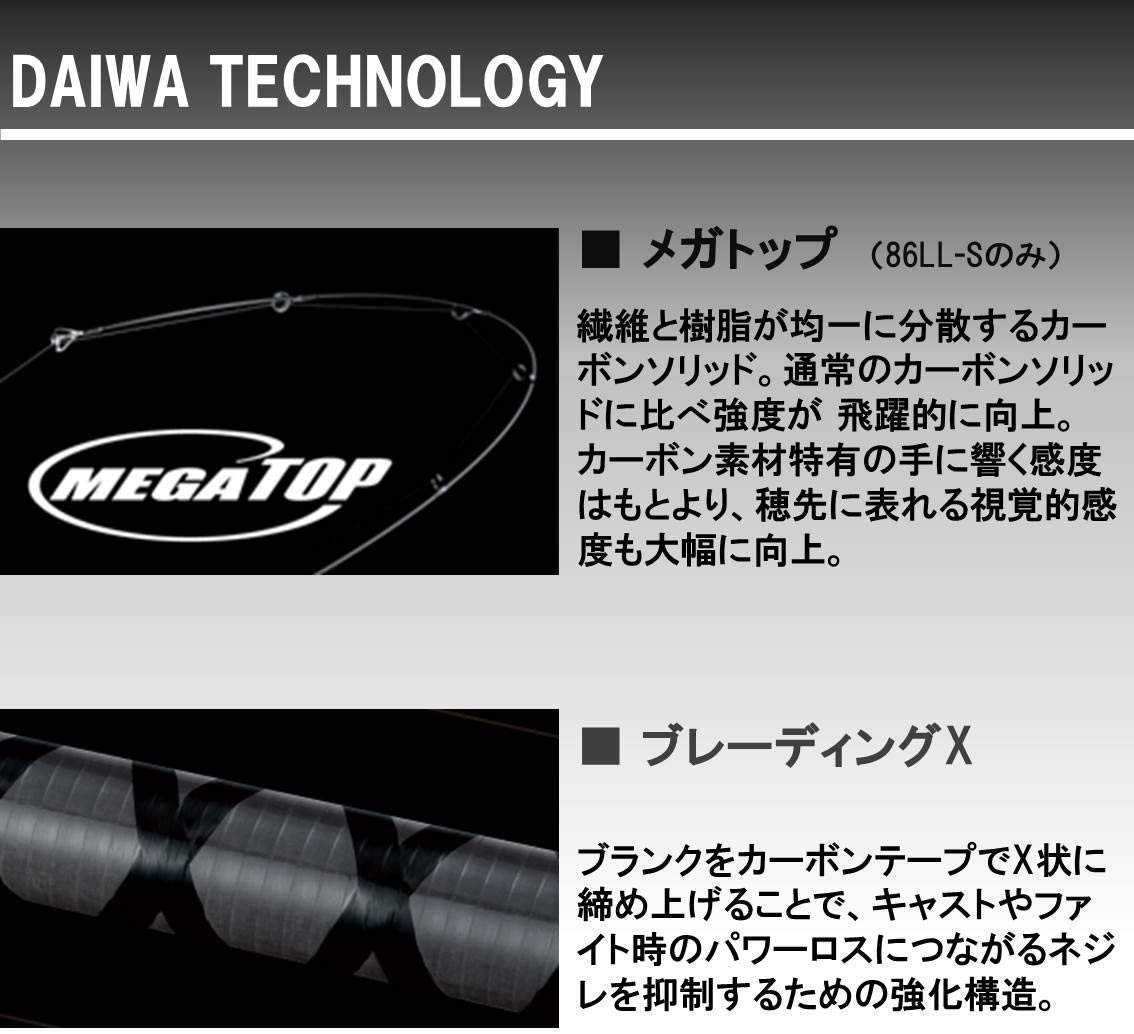 DAIWA TECHNOLOGY
MEGATOP
■ メガトップ （86LL-Sのみ）
繊維と樹脂が均一に分散するカー
ボンソリッド。通常のカーボンソリッ
ドに比べ強度が 飛躍的に向上。
カーボン素材特有の手に響く感度
はもとより、穂先に表れる視覚的感
度も大幅に向上。
■ ブレーディングX
ブランクをカーボンテープでX状に
締め上げることで、キャストやファ
イト時のパワーロスにつながるネジ
レを抑制するための強化構造。